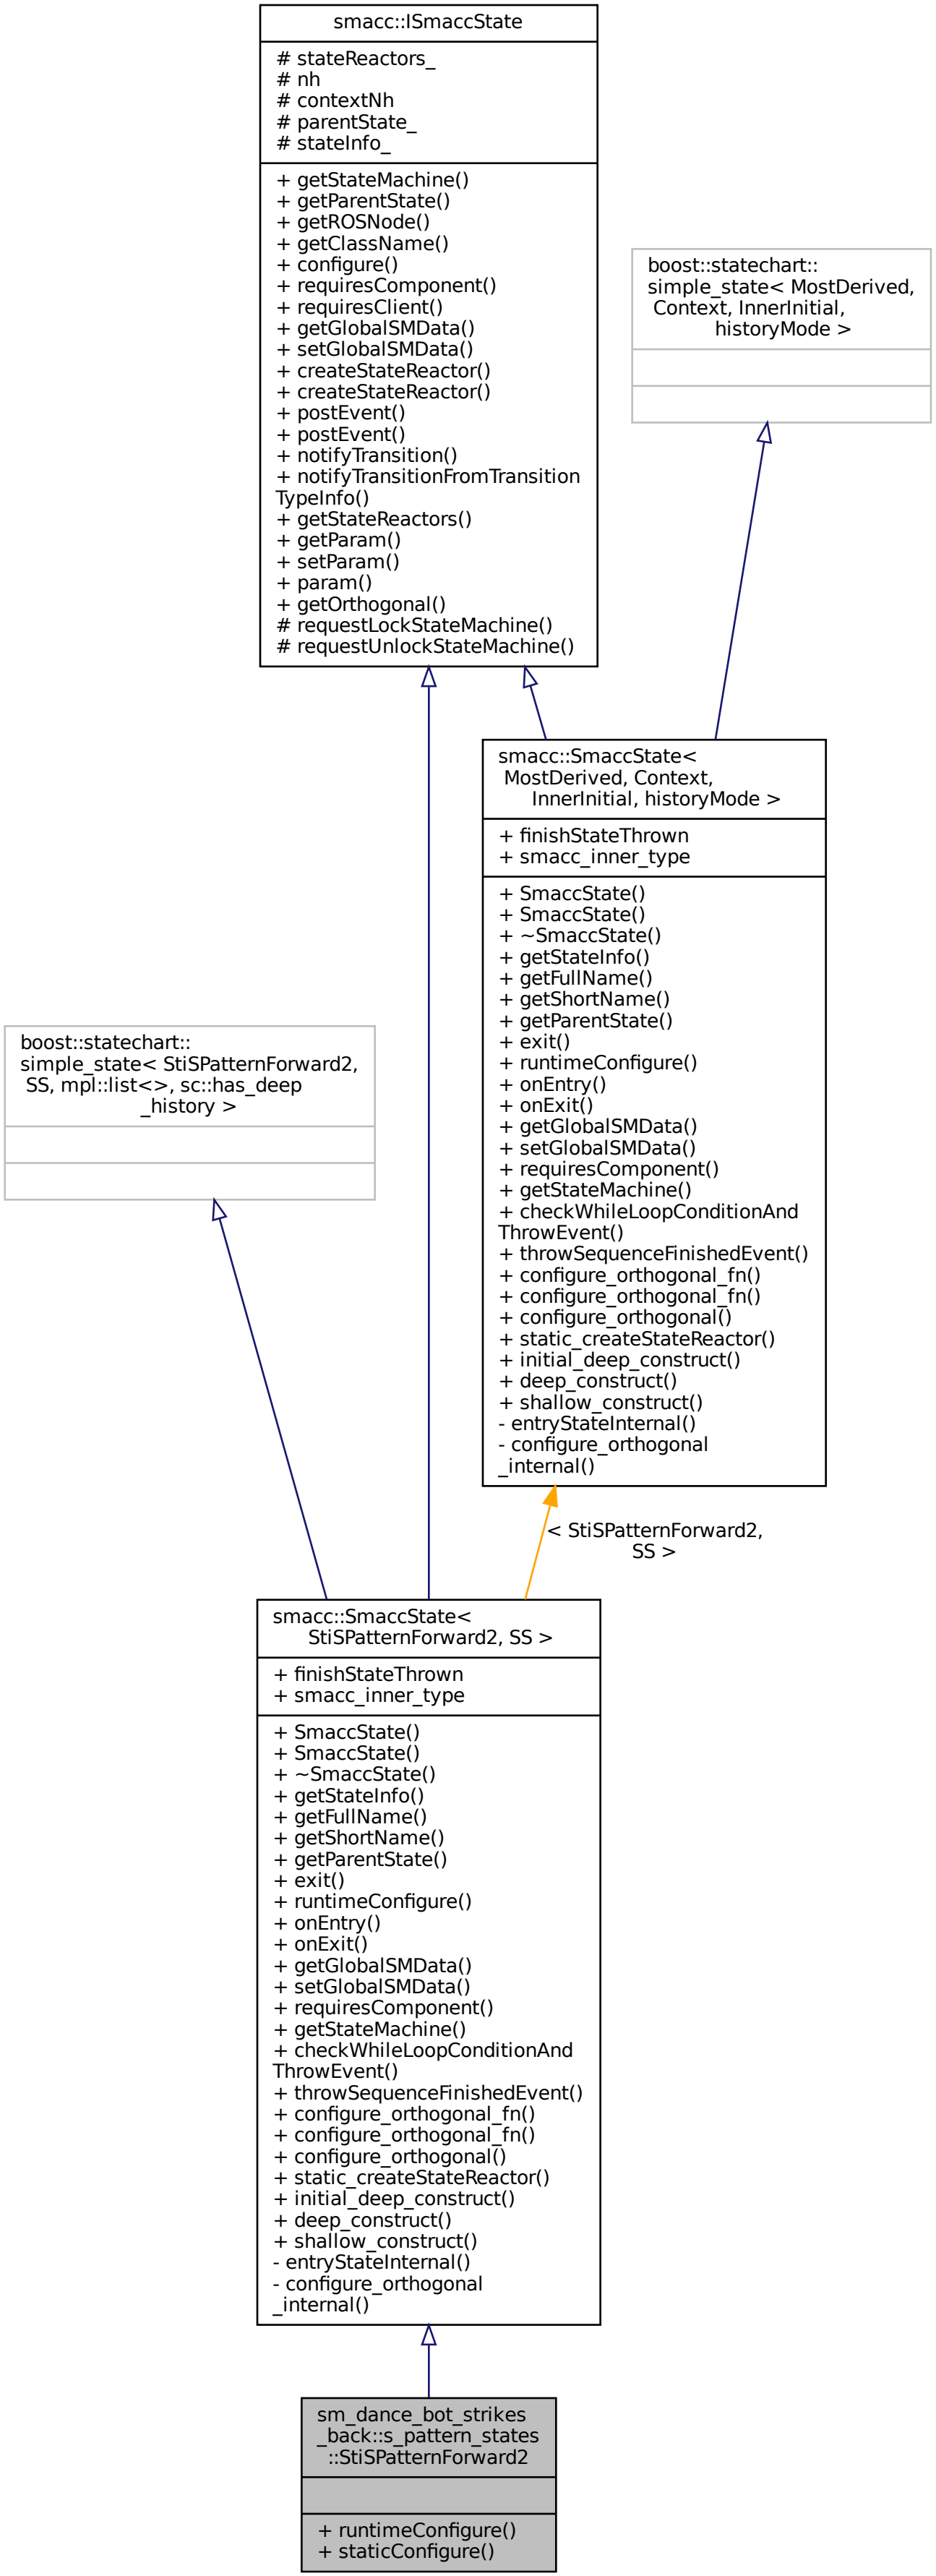 smacc::ISmaccState
# stateReactors_
# nh
# contextNh
# parentState_
# stateInfo_
+ getStateMachine()
+ getParentState()
+ getROSNode()
+ getClassName()
+ configure()
+ requiresComponent()
+ requiresClient()
+ getGlobalSMData()
+ setGlobalSMData()
+ createStateReactor()
+ createStateReactor()
+ postEvent()
+ postEvent()
+ notifyTransition()
+ notifyTransitionFromTransition
TypeInfo()
+ getStateReactors()
+ getParam()
+ setParam()
+ param()
+ getOrthogonal()
# requestLockStateMachine()
# requestUnlockStateMachine()
boost::statechart::
simple_state< MostDerived,
Context, InnerInitial,
historyMode >
smacc::SmaccState<
MostDerived, Context,
InnerInitial, historyMode >
+ finishStateThrown
+ smacc_inner_type
+ SmaccState()
+ SmaccState()
+ ~SmaccState()
+ getStateInfo()
+ getFullName()
+ getShortName()
+ getParentState()
+ exit()
+ runtimeConfigure()
+ onEntry()
+ onExit()
+ getGlobalSMData()
+ setGlobalSMData()
+ requiresComponent()
+ getStateMachine()
+ checkWhileLoopConditionAnd
ThrowEvent()
+ throwSequenceFinishedEvent()
+ configure_orthogonal_fn()
+ configure_orthogonal_fn()
+ configure_orthogonal()
+ static_createStateReactor()
+ initial_deep_construct()
+ deep_construct()
+ shallow_construct()
- entryStateInternal()
- configure_orthogonal
_internal()
boost::statechart::
simple_state< StiSPatternForward2,
SS, mpl::list<>, sc::has_deep
_history >
< StiSPatternForward2,
SS >
smacc::SmaccState<
StiSPatternForward2, SS >
+ finishStateThrown
+ smacc_inner_type
+ SmaccState()
+ SmaccState()
+ ~SmaccState()
+ getStateInfo()
+ getFullName()
+ getShortName()
+ getParentState()
+ exit()
+ runtimeConfigure()
+ onEntry()
+ onExit()
+ getGlobalSMData()
+ setGlobalSMData()
+ requiresComponent()
+ getStateMachine()
+ checkWhileLoopConditionAnd
ThrowEvent()
+ throwSequenceFinishedEvent()
+ configure_orthogonal_fn()
+ configure_orthogonal_fn()
+ configure_orthogonal()
+ static_createStateReactor()
+ initial_deep_construct()
+ deep_construct()
+ shallow_construct()
- entryStateInternal()
- configure_orthogonal
_internal()
sm_dance_bot_strikes
_back::s_pattern_states
::StiSPatternForward2
+ runtimeConfigure()
+ staticConfigure()